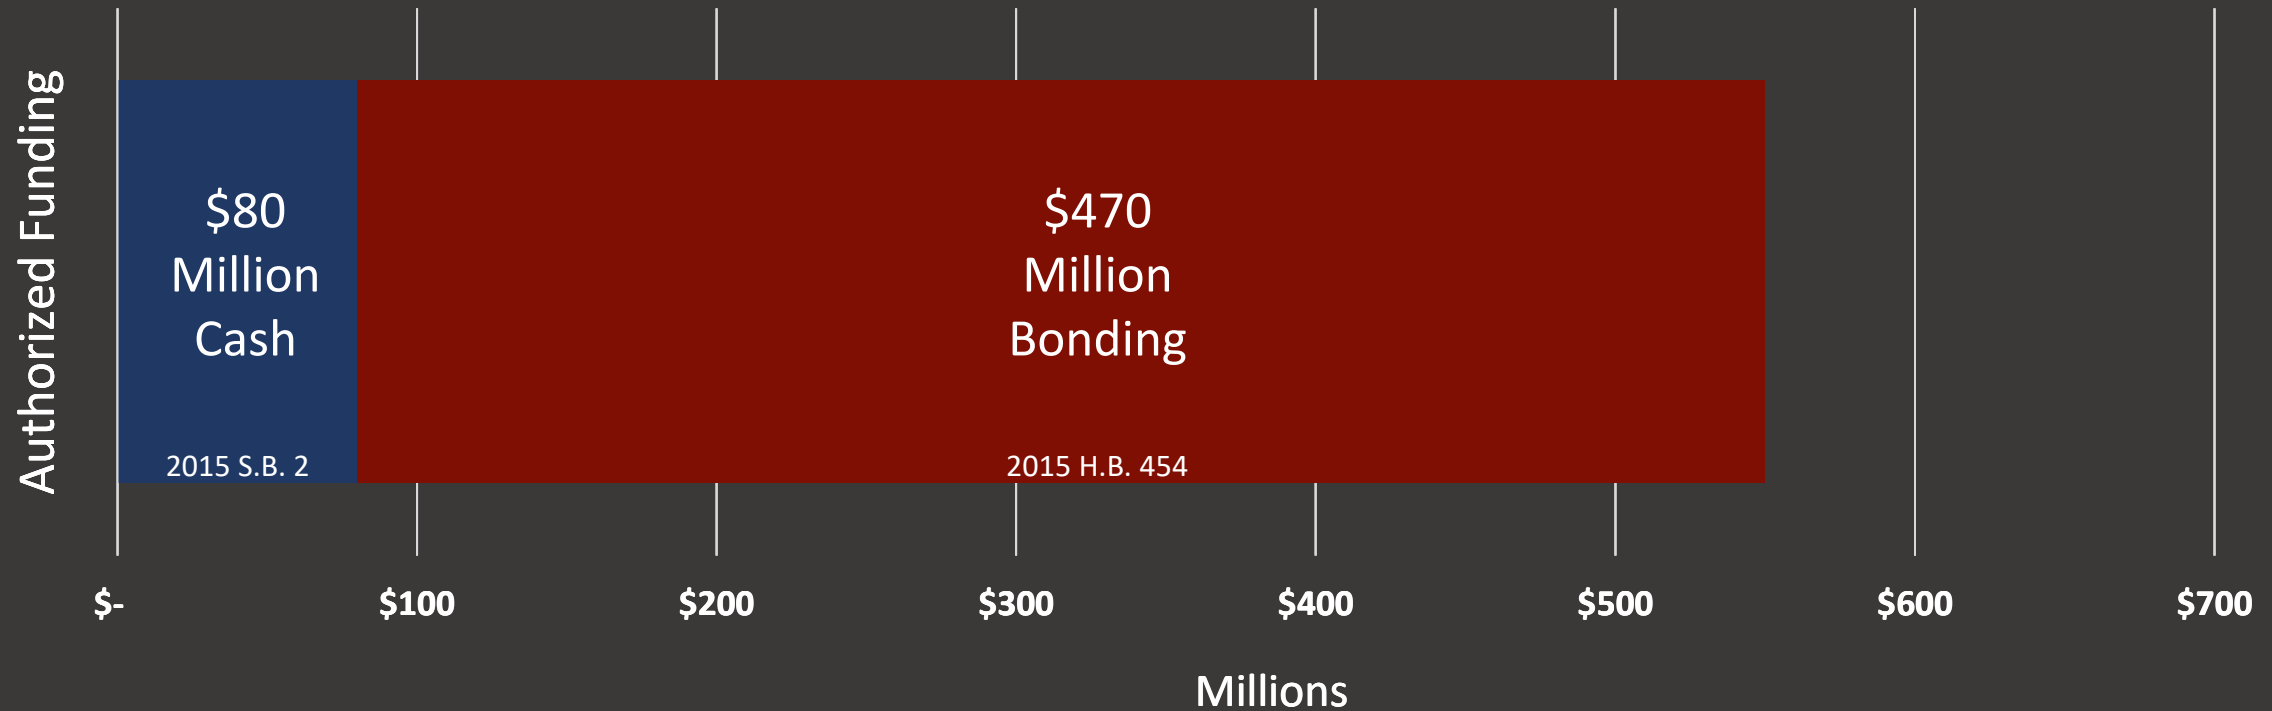 Authorized Funding
$80
Million
Cash
2015 S.B. 2
$470
Million
Bonding
2015 H.B. 454
$- $100 $200 $300 $400 $500 $600 $700
Millions